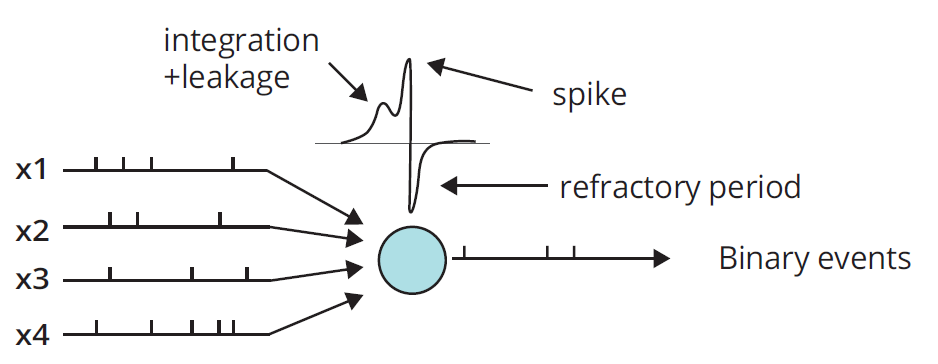 integration
+leakage
spike
x1
refractory period
x2
Binary events
x3
x4